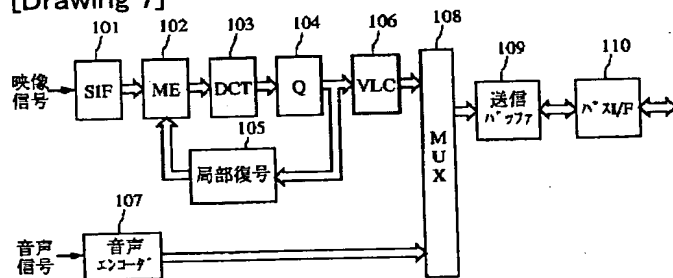 [Drawing 7]
101
102
103
104
106
108
109
110
映像
信号
SIF
ME
DCT
Q
VLC
MUX
送信
バッファ
バスI/F
105
局部復号
107
音声
信号
音声
エンコーダ